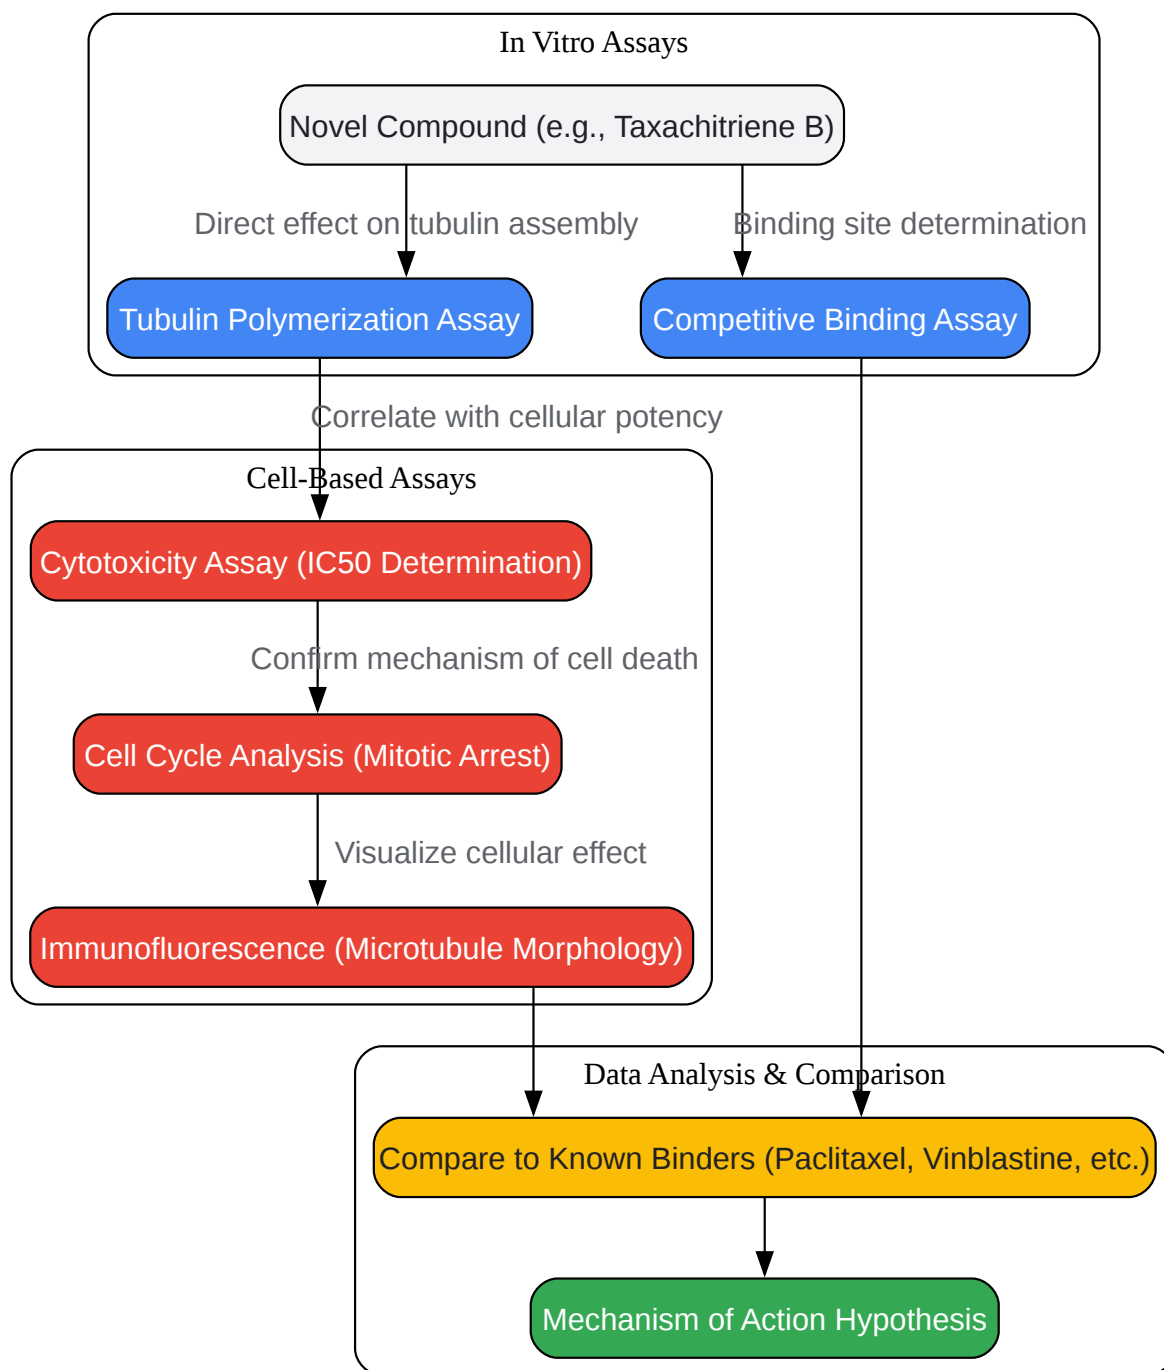 In Vitro Assays
Novel Compound (e.g., Taxachitriene B)
Direct effect on tubulin assembly
Binding site determination
Tubulin Polymerization Assay
Competitive Binding Assay
Correlate with cellular potency
Cell-Based Assays
Cytotoxicity Assay (IC50 Determination)
Confirm mechanism of cell death
Cell Cycle Analysis (Mitotic Arrest)
Visualize cellular effect
Immunofluorescence (Microtubule Morphology)
Data Analysis & Comparison
Compare to Known Binders (Paclitaxel, Vinblastine, etc.)
Mechanism of Action Hypothesis